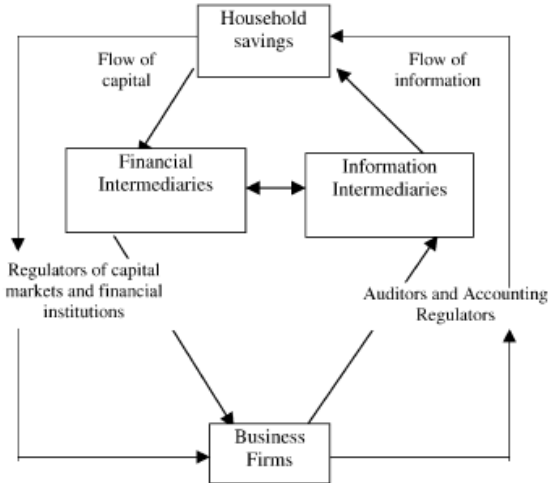 Household
savings
Flow of
capital
Flow of
information
Financial
Intermediaries
Information
Intermediaries
Regulators of capital
markets and financial
institutions
Auditors and Accounting
Regulators
Business
Firms